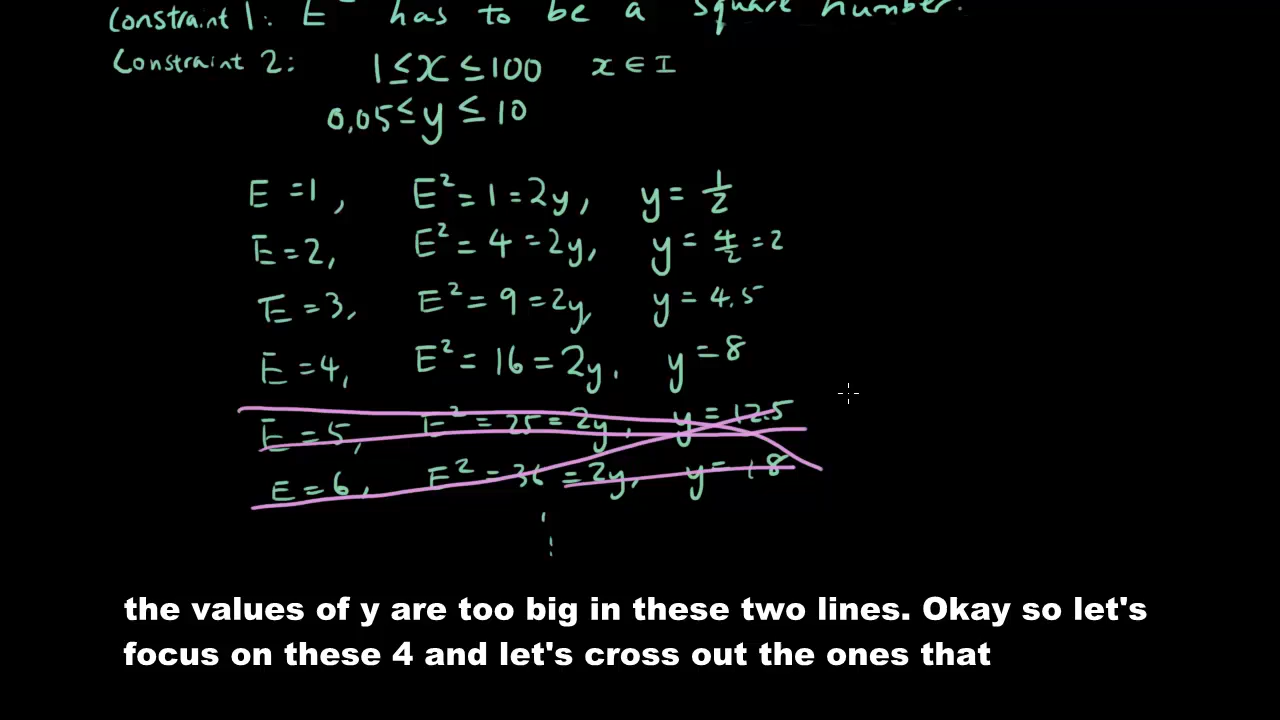 Constraint 1: E has to be a square number.
Constraint 2: 1 ≤ x ≤ 100 x ∈ I
0,05 ≤ y ≤ 10
E = 1, E² = 1 = 2y, y = 1/2
E = 2, E² = 4 = 2y, y = 4/2 = 2
E = 3, E² = 9 = 2y, y = 4.5
E = 4, E² = 16 = 2y. y = 8
E = 5, E² = 25 = 2y, y = 12.5
E = 6, E² = 36 = 2y, y = 18
the values of y are too big in these two lines. Okay so let's
focus on these 4 and let's cross out the ones that